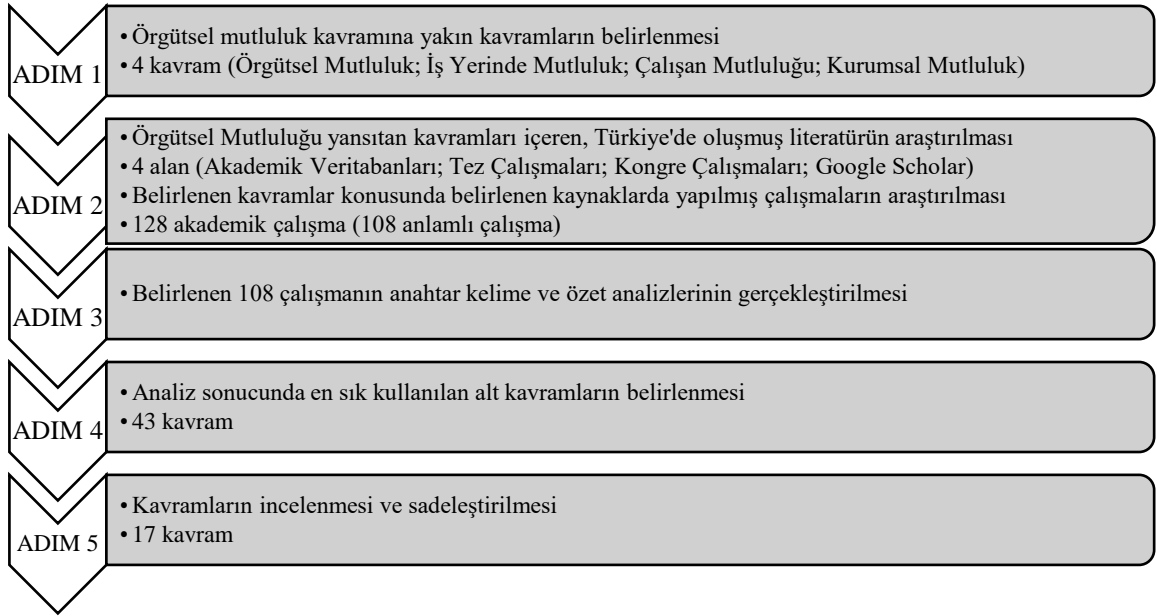 ADIM 1
• Örgütsel mutluluk kavramına yakın kavramların belirlenmesi
• 4 kavram (Örgütsel Mutluluk; İş Yerinde Mutluluk; Çalışan Mutluluğu; Kurumsal Mutluluk)
ADIM 2
• Örgütsel Mutluluğu yansıtan kavramları içeren, Türkiye'de oluşmuş literatürün araştırılması
• 4 alan (Akademik Veritabanları; Tez Çalışmaları; Kongre Çalışmaları; Google Scholar)
• Belirlenen kavramlar konusunda belirlenen kaynaklarda yapılmış çalışmaların araştırılması
• 128 akademik çalışma (108 anlamlı çalışma)
ADIM 3
• Belirlenen 108 çalışmanın anahtar kelime ve özet analizlerinin gerçekleştirilmesi
ADIM 4
• Analiz sonucunda en sık kullanılan alt kavramların belirlenmesi
• 43 kavram
ADIM 5
• Kavramların incelenmesi ve sadeleştirilmesi
• 17 kavram